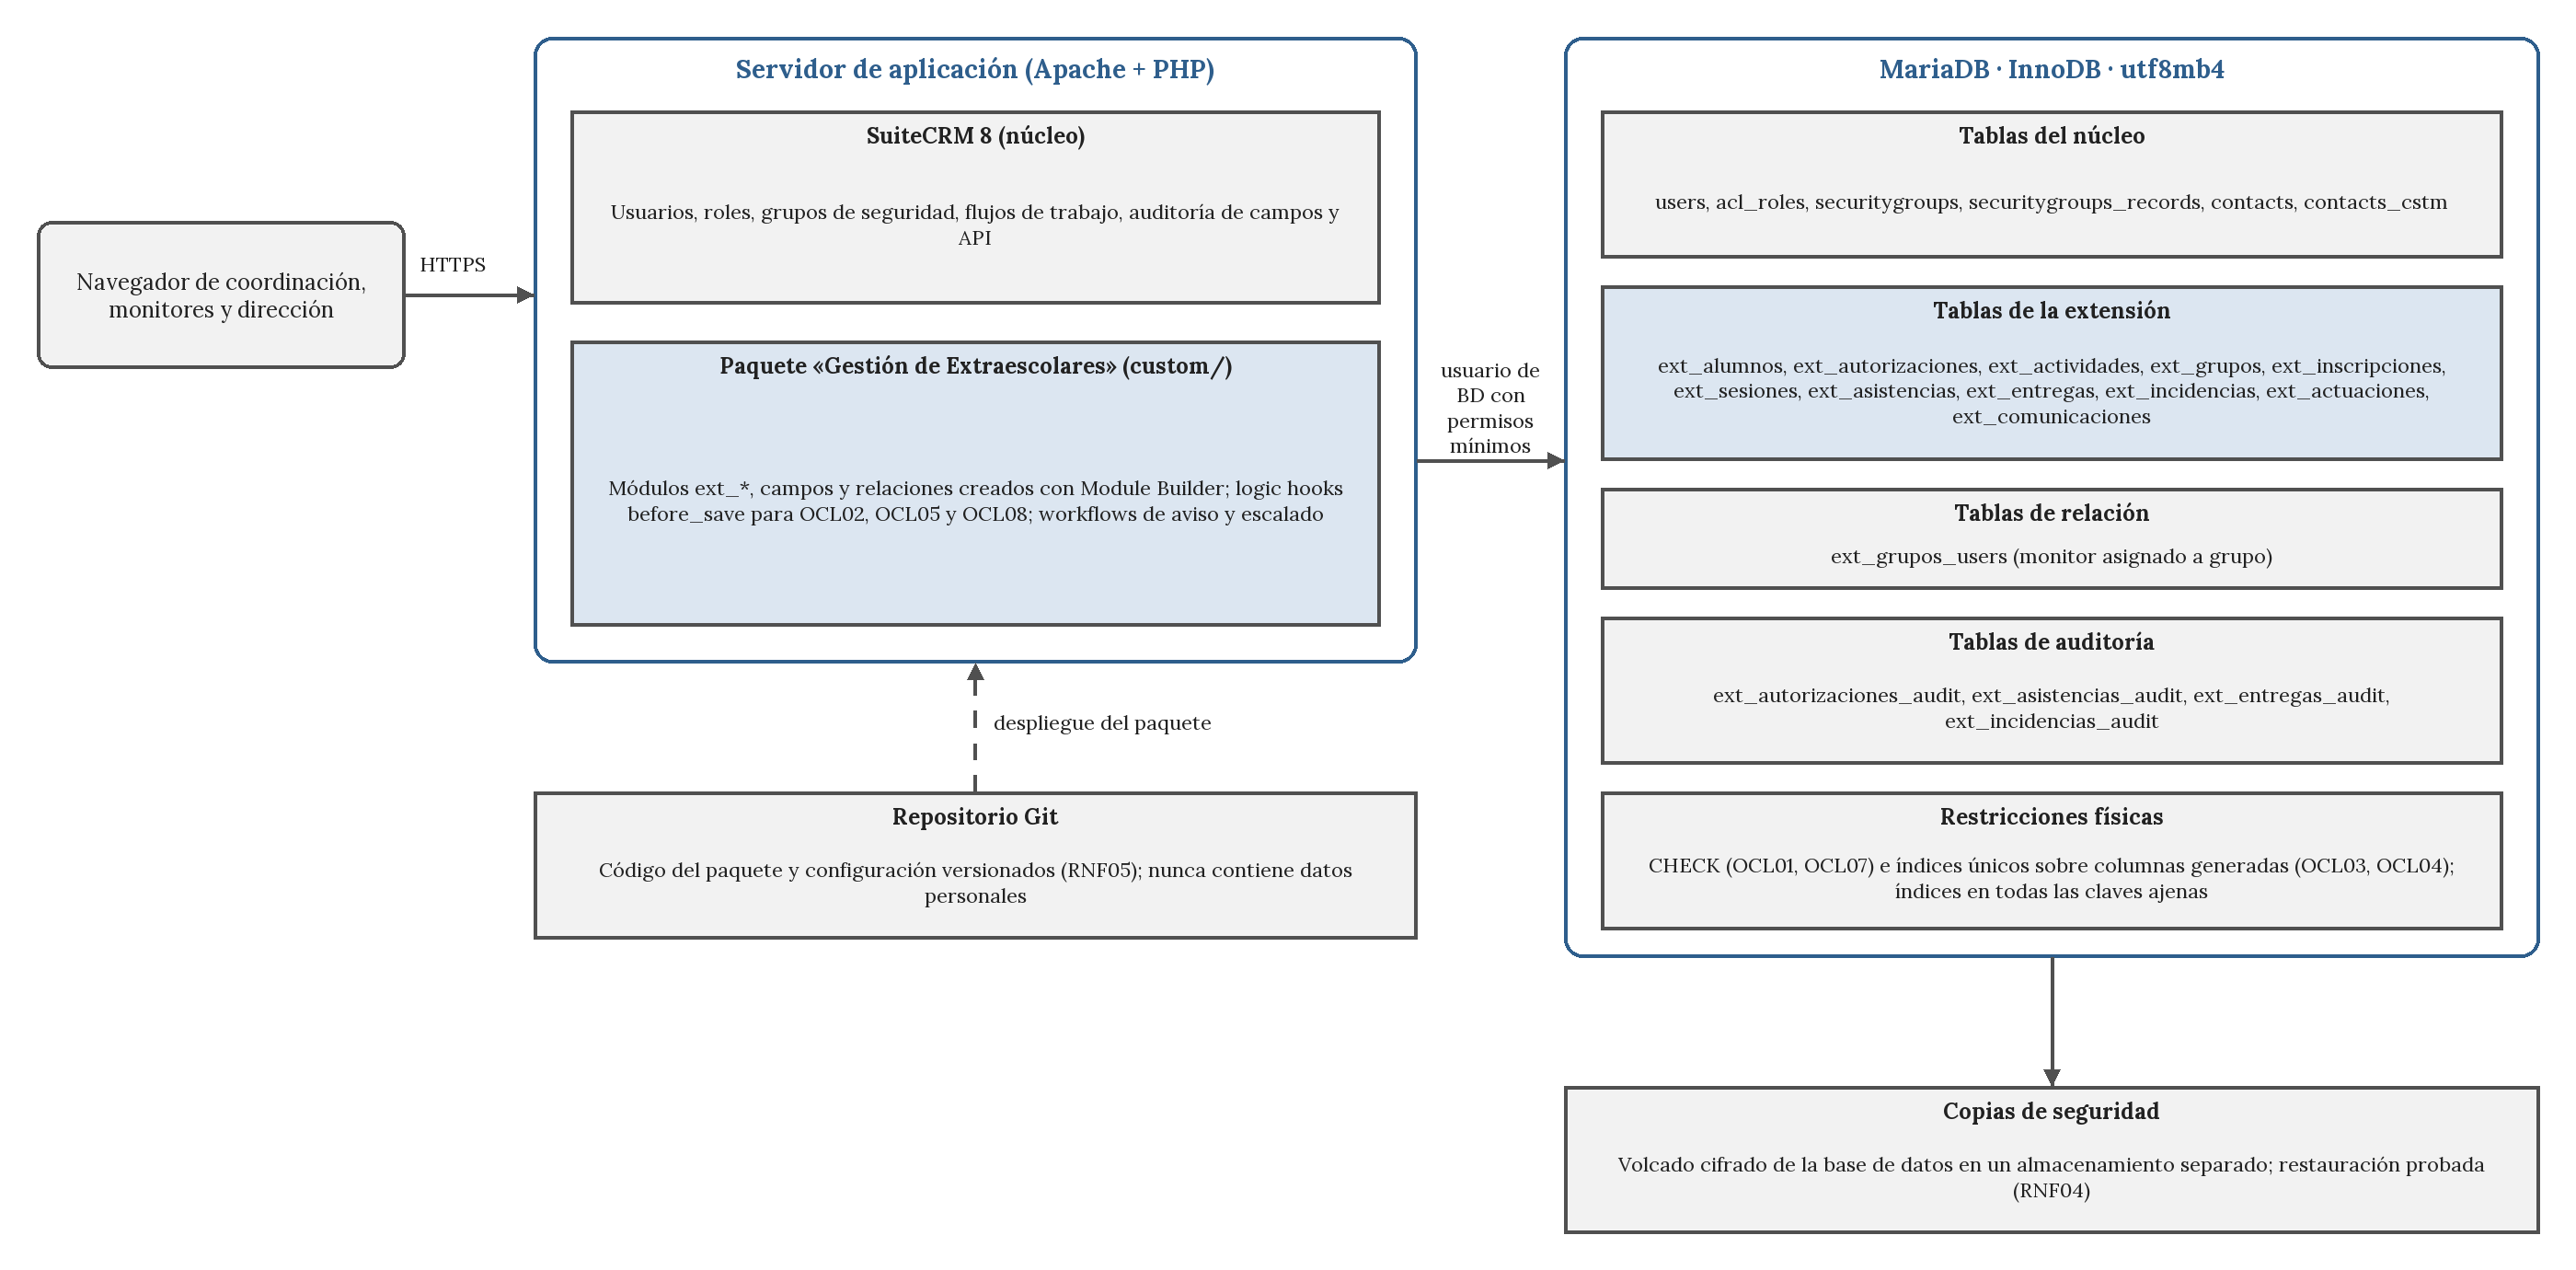 Navegador de coordinación,
monitores y dirección
HTTPS
Servidor de aplicación (Apache + PHP)
SuiteCRM 8 (núcleo)
Usuarios, roles, grupos de seguridad, flujos de trabajo, auditoría de campos y
API
Paquete «Gestión de Extraescolares» (custom/)
Módulos ext_*, campos y relaciones creados con Module Builder; logic hooks
before_save para OCL02, OCL05 y OCL08; workflows de aviso y escalado
despliegue del paquete
Repositorio Git
Código del paquete y configuración versionados (RNF05); nunca contiene datos
personales
usuario de
BD con
permisos
mínimos
MariaDB · InnoDB · utf8mb4
Tablas del núcleo
users, acl_roles, securitygroups, securitygroups_records, contacts, contacts_cstm
Tablas de la extensión
ext_alumnos, ext_autorizaciones, ext_actividades, ext_grupos, ext_inscripciones,
ext_sesiones, ext_asistencias, ext_entregas, ext_incidencias, ext_actuaciones,
ext_comunicaciones
Tablas de relación
ext_grupos_users (monitor asignado a grupo)
Tablas de auditoría
ext_autorizaciones_audit, ext_asistencias_audit, ext_entregas_audit,
ext_incidencias_audit
Restricciones físicas
CHECK (OCL01, OCL07) e índices únicos sobre columnas generadas (OCL03, OCL04);
índices en todas las claves ajenas
Copias de seguridad
Volcado cifrado de la base de datos en un almacenamiento separado; restauración probada
(RNF04)